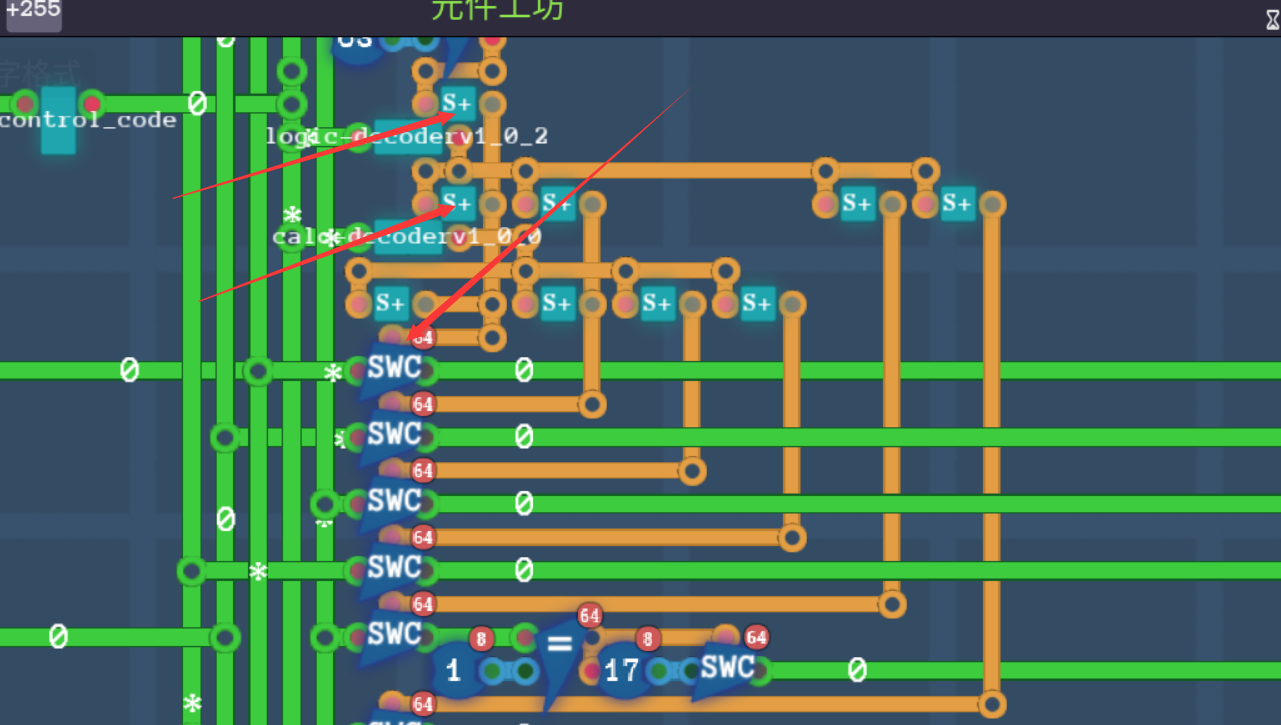 +255
元件工坊
字格式
0
03
control_code
0
S+
logic-decoderv1_0_2
S+
S+
S+
S+
*
calc-decoderv1_0_0
*
S+
S+
S+
S+
64
0
*
SWC
0
64
SWC
0
64
SWC
0
0
64
SWC
0
*
64
64
0
SWC
8
=
8
64
1
17
SWC
0
*
64